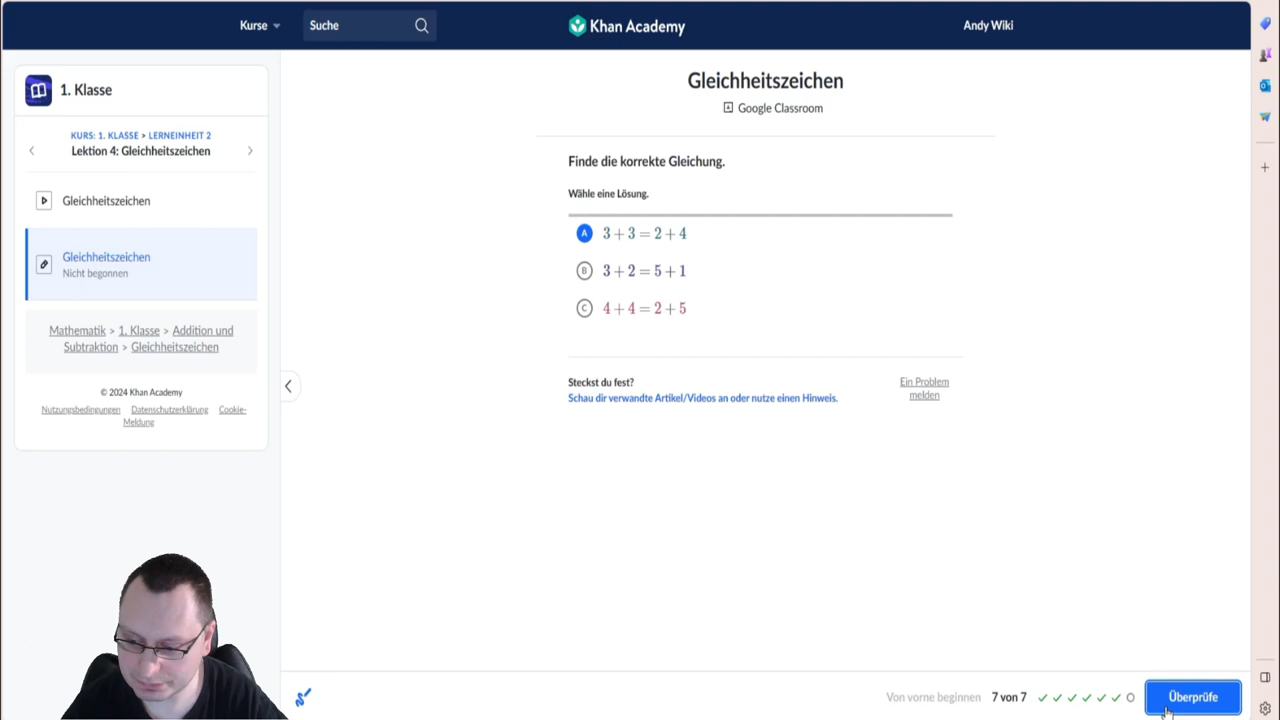 Kurse
Suche
Khan Academy
Andy Wiki
1. Klasse
KURS: 1. KLASSE > LERNEINHEIT 2
Lektion 4: Gleichheitszeichen
Gleichheitszeichen
Gleichheitszeichen
Nicht begonnen
Mathematik > 1. Klasse > Addition und
Subtraktion > Gleichheitszeichen
© 2024 Khan Academy
Nutzungsbedingungen Datenschutzerklärung Cookie-
Meldung
Gleichheitszeichen
Google Classroom
Finde die korrekte Gleichung.
Wähle eine Lösung.
A 3 + 3 = 2 + 4
B 3 + 2 = 5 + 1
C 4 + 4 = 2 + 5
Steckst du fest?
Schau dir verwandte Artikel/Videos an oder nutze einen Hinweis.
Ein Problem
melden
Von vorne beginnen 7 von 7
Überprüfe